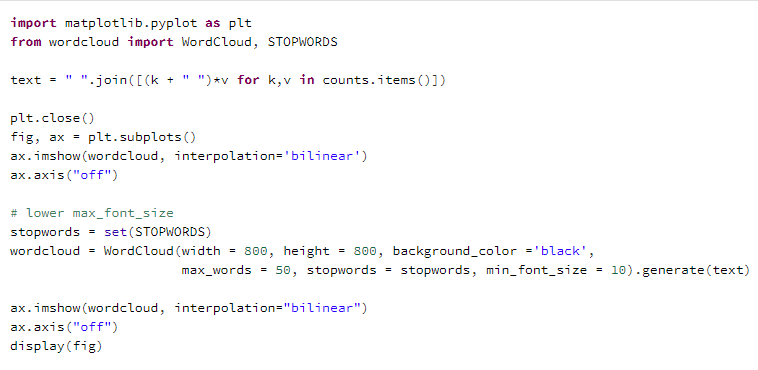 import matplotlib.pyplot as plt
from wordcloud import WordCloud, STOPWORDS
text = " ".join([(k + " ")*v for k,v in counts.items()])
plt.close()
fig, ax = plt.subplots()
ax.imshow(wordcloud, interpolation='bilinear')
ax.axis("off")
# lower max_font_size
stopwords = set(STOPWORDS)
wordcloud = WordCloud(width = 800, height = 800, background_color ='black',
max_words = 50, stopwords = stopwords, min_font_size = 10).generate(text)
ax.imshow(wordcloud, interpolation="bilinear")
ax.axis("off")
display(fig)